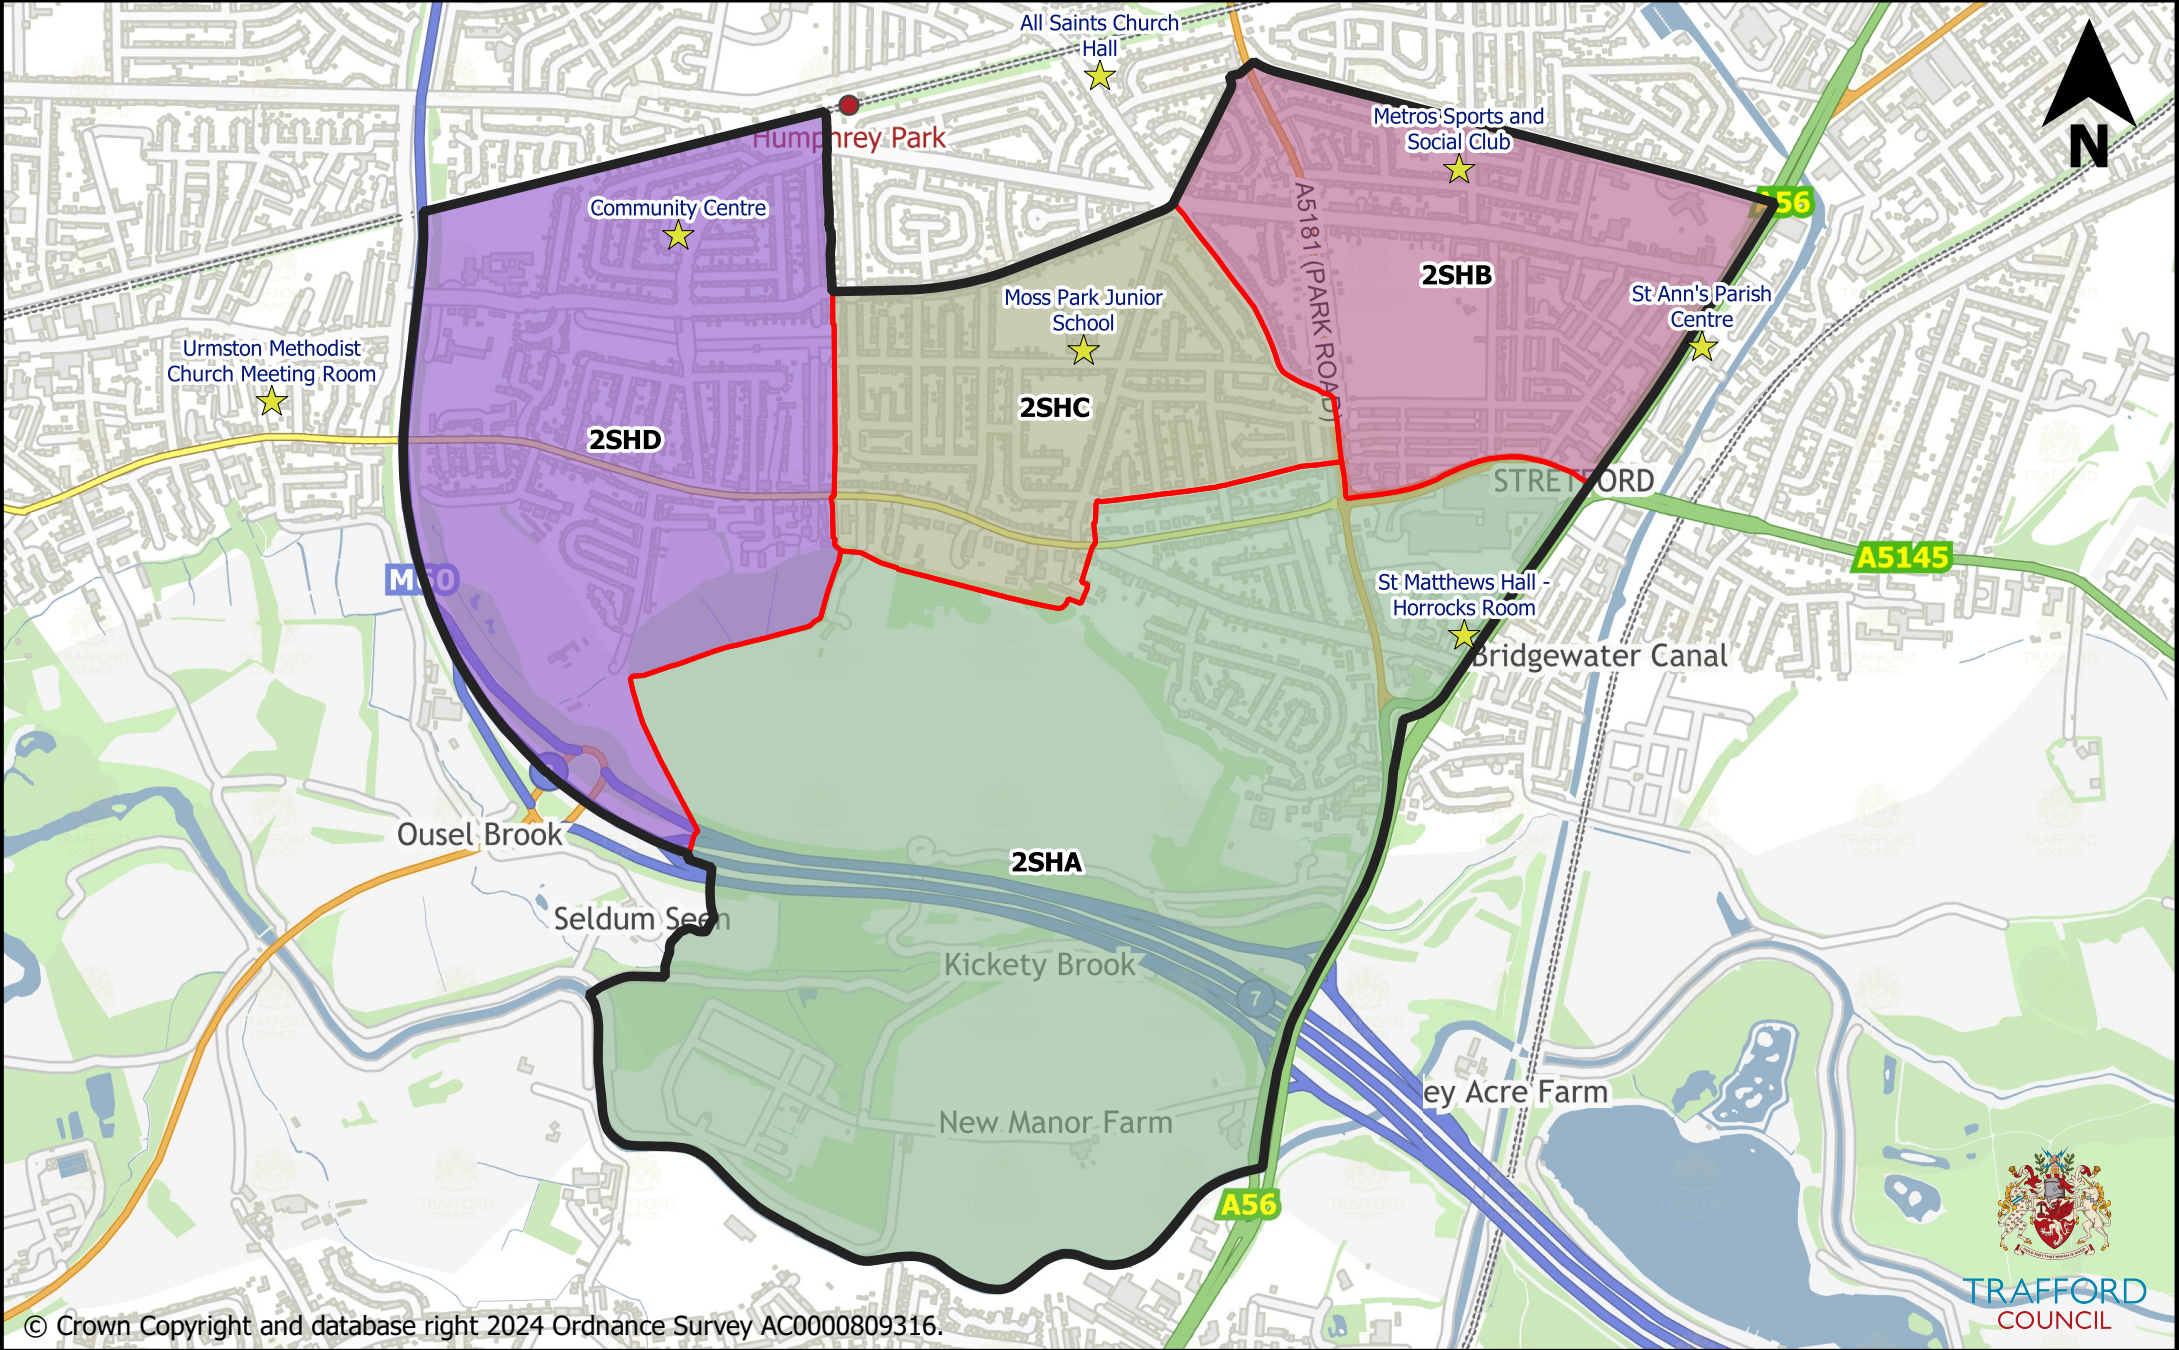 All Saints Church
Hall
N
Metros Sports and
Social Club
Humphrey Park
A56
Community Centre
A5181 (PARK ROAD)
2SHB
Moss Park Junior
School
St Ann's Parish
Centre
Urmston Methodist
Church Meeting Room
2SHC
2SHD
STRETFORD
A5145
M60
St Matthews Hall -
Horrocks Room
Bridgewater Canal
Ousel Brook
2SHA
Seldum Seen
Kickety Brook
7
ey Acre Farm
New Manor Farm
A56
TRAFFORD
COUNCIL
© Crown Copyright and database right 2024 Ordnance Survey AC0000809316.